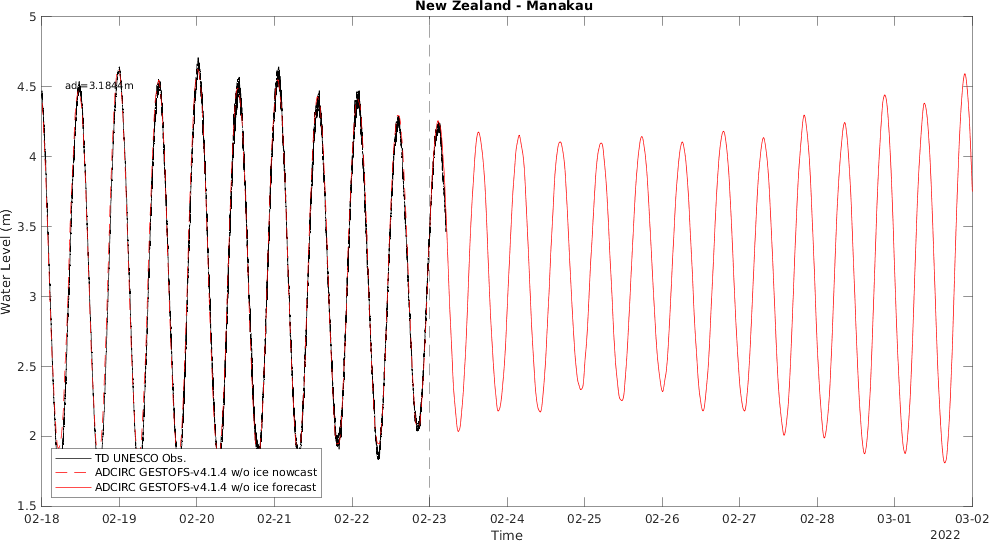 New Zealand - Manakau
5
4.5
4
3.5
3
2.5
2
1.5
Water Level (m)
adj=3.1844m
TD UNESCO Obs.
ADCIRC GESTOFS-v4.1.4 w/o ice nowcast
ADCIRC GESTOFS-v4.1.4 w/o ice forecast
02-18 02-19 02-20 02-21 02-22 02-23 02-24 02-25 02-26 02-27 02-28 03-01 03-02
Time
2022